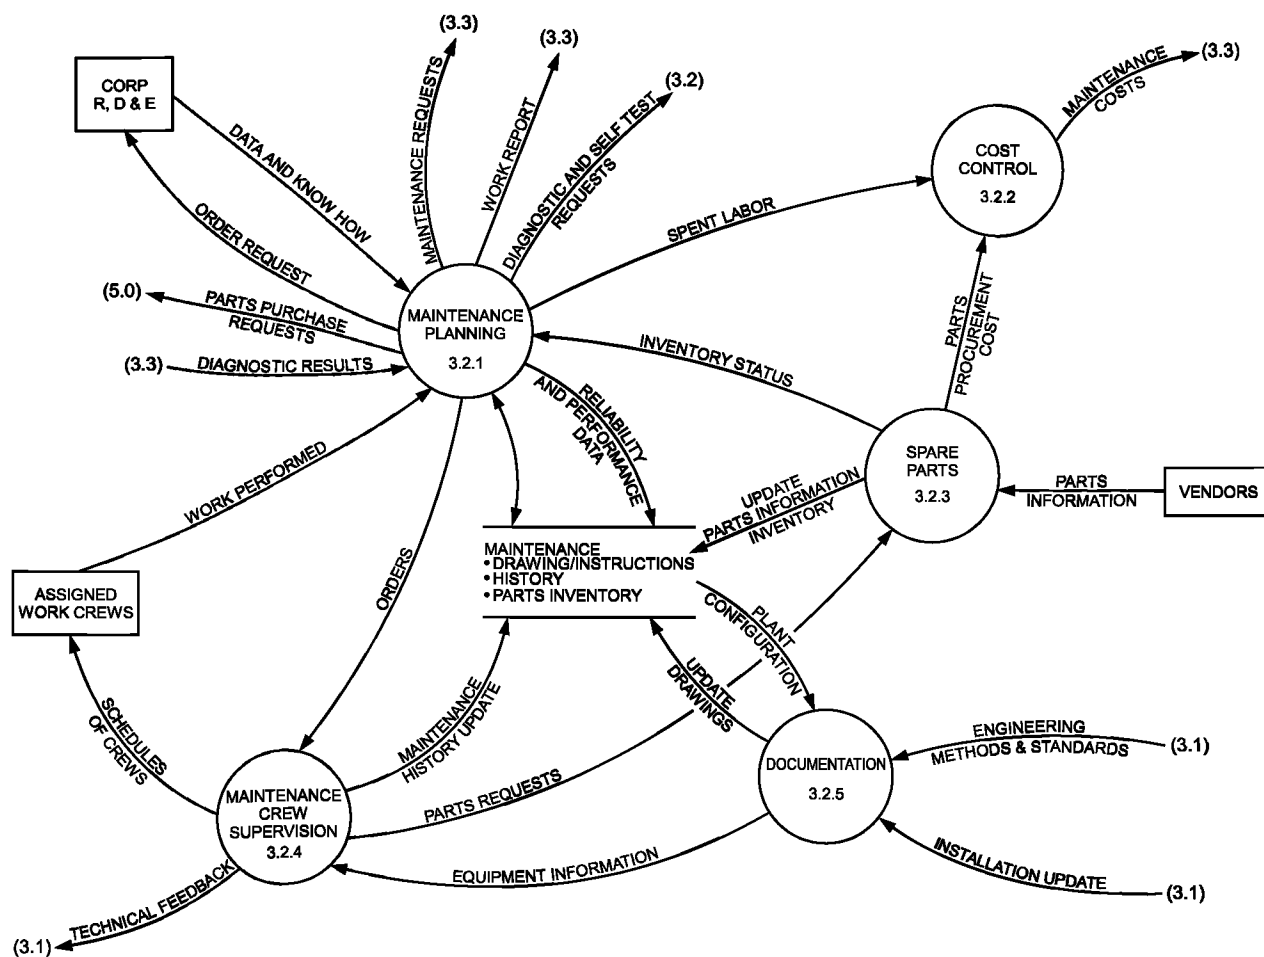 (3.3)
(3.3)
(3.2)
(3.3)
CORP
R, D & E
DATA AND KNOW HOW
ORDER REQUEST
MAINTENANCE REQUESTS
WORK REPORT
DIAGNOSTIC AND SELF TEST
REQUESTS
SPENT LABOR
COST
CONTROL
3.2.2
MAINTENANCE
COSTS
(5.0)
PARTS PURCHASE
REQUESTS
(3.3)
DIAGNOSTIC RESULTS
MAINTENANCE
PLANNING
3.2.1
INVENTORY STATUS
PARTS
PROCUREMENT
COST
RELIABILITY
AND PERFORMANCE
DATA
WORK PERFORMED
SPARE
PARTS
3.2.3
UPDATE
PARTS INFORMATION
INVENTORY
PARTS
INFORMATION
VENDORS
MAINTENANCE
•DRAWING/INSTRUCTIONS
•HISTORY
•PARTS INVENTORY
ASSIGNED
WORK CREWS
ORDERS
PLANT
CONFIGURATION
UPDATE
DRAWINGS
SCHEDULES
OF CREWS
MAINTENANCE
HISTORY UPDATE
PARTS REQUESTS
MAINTENANCE
CREW
SUPERVISION
3.2.4
DOCUMENTATION
3.2.5
ENGINEERING
METHODS & STANDARDS
(3.1)
EQUIPMENT INFORMATION
INSTALLATION UPDATE
(3.1)
TECHNICAL FEEDBACK
(3.1)